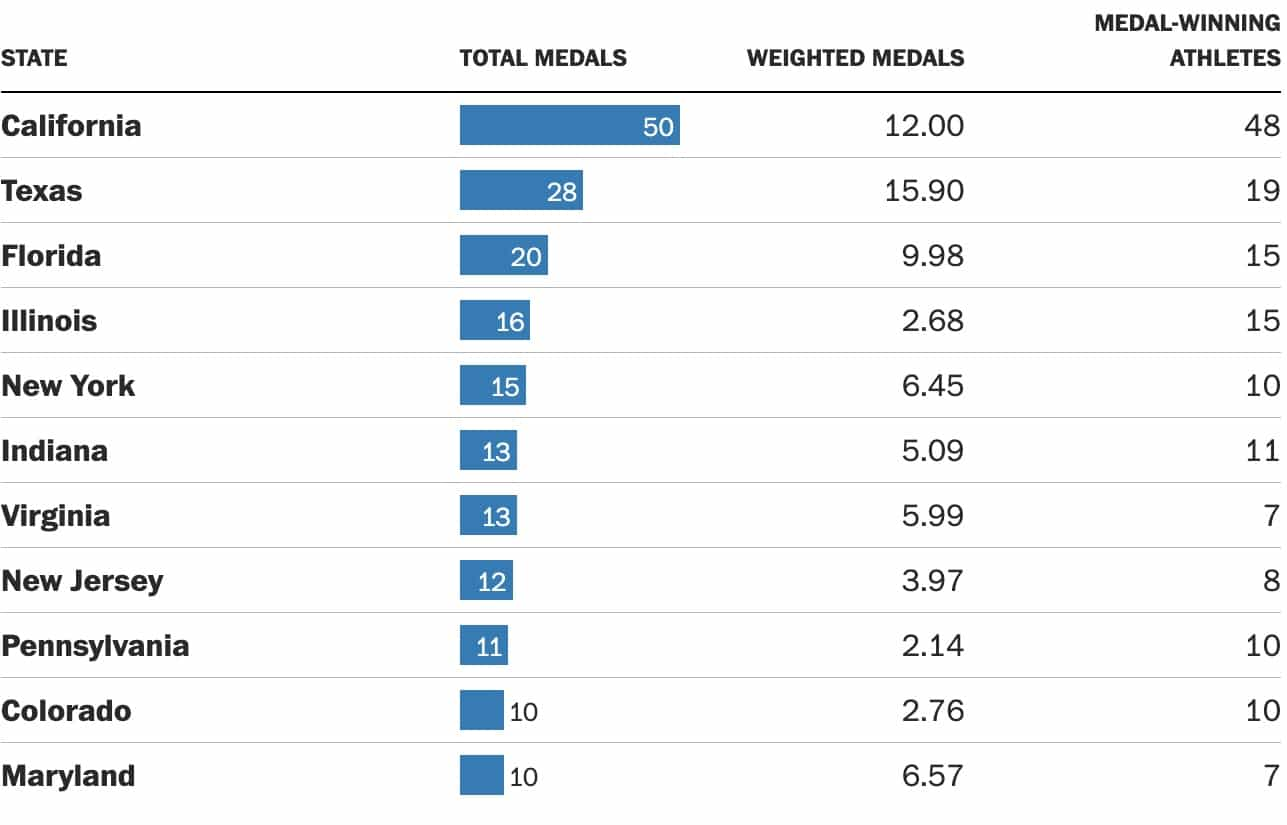 STATE TOTAL MEDALS WEIGHTED MEDALS MEDAL-WINNING ATHLETES
California 50 12.00 48
Texas 28 15.90 19
Florida 20 9.98 15
Illinois 16 2.68 15
New York 15 6.45 10
Indiana 13 5.09 11
Virginia 13 5.99 7
New Jersey 12 3.97 8
Pennsylvania 11 2.14 10
Colorado 10 2.76 10
Maryland 10 6.57 7